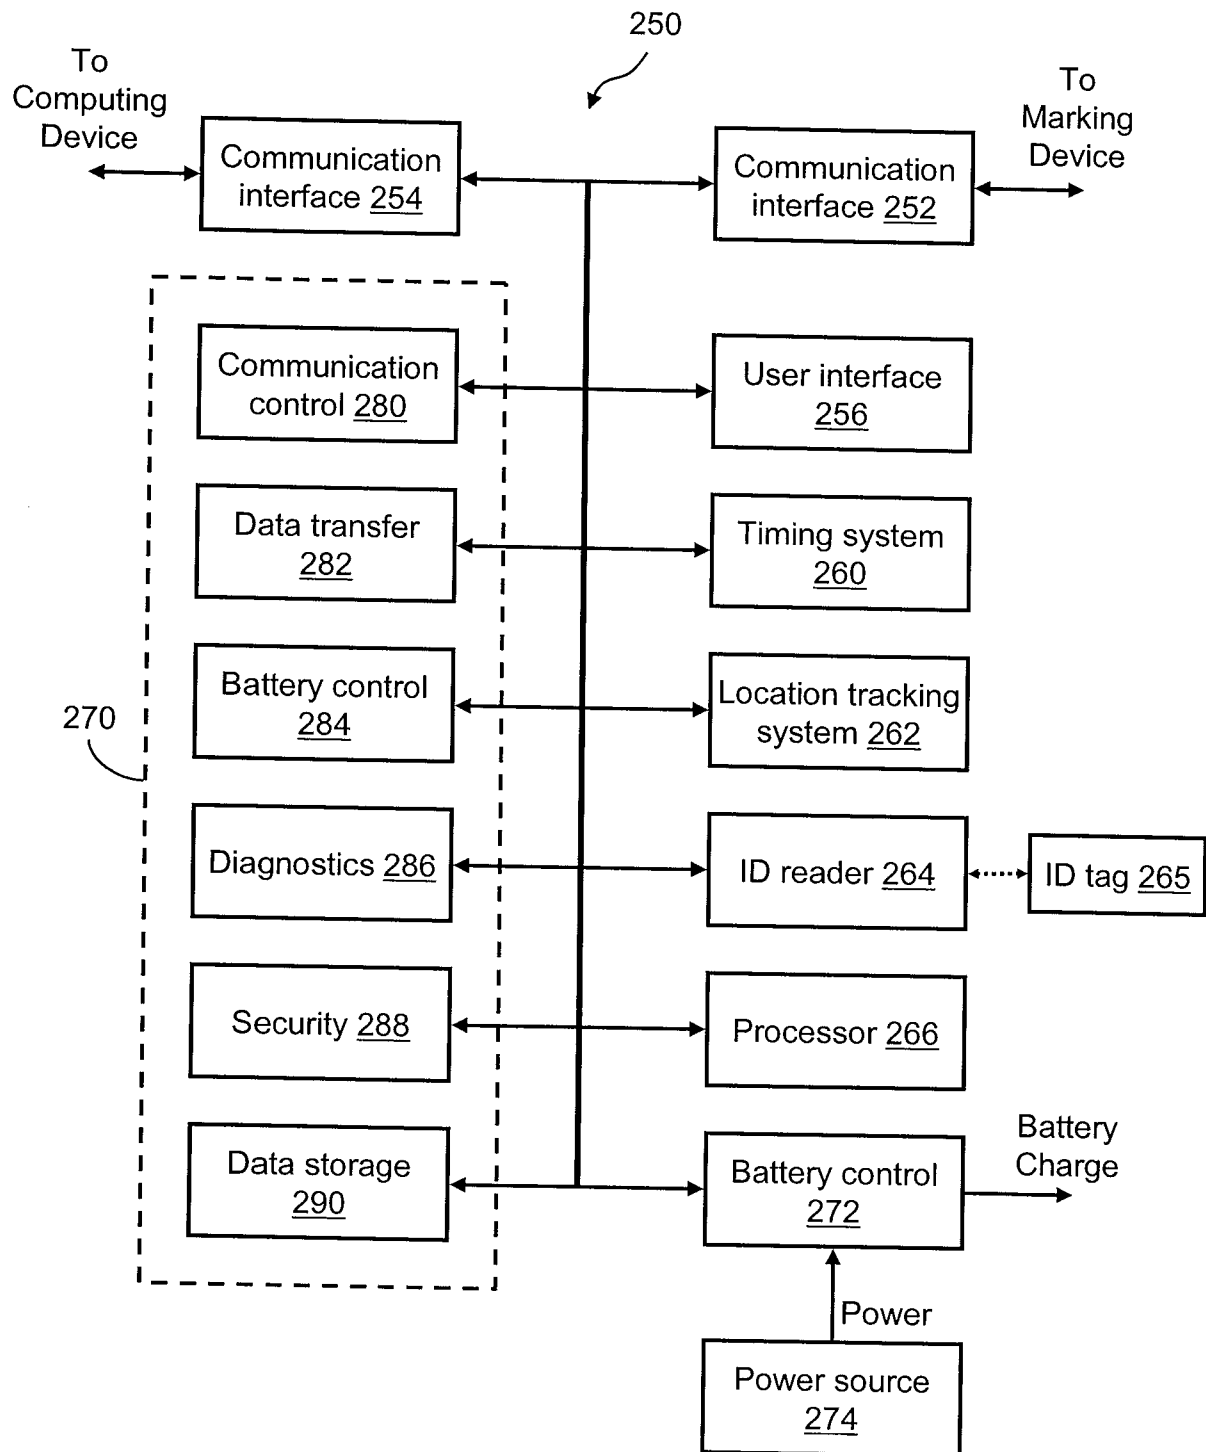 250
To
Computing
Device
To
Marking
Device
Communication
interface 254
Communication
interface 252
Communication
control 280
User interface
256
Data transfer
282
Timing system
260
Battery control
284
Location tracking
system 262
270
Diagnostics 286
ID reader 264
ID tag 265
Security 288
Processor 266
Data storage
290
Battery control
272
Battery
Charge
Power
Power source
274